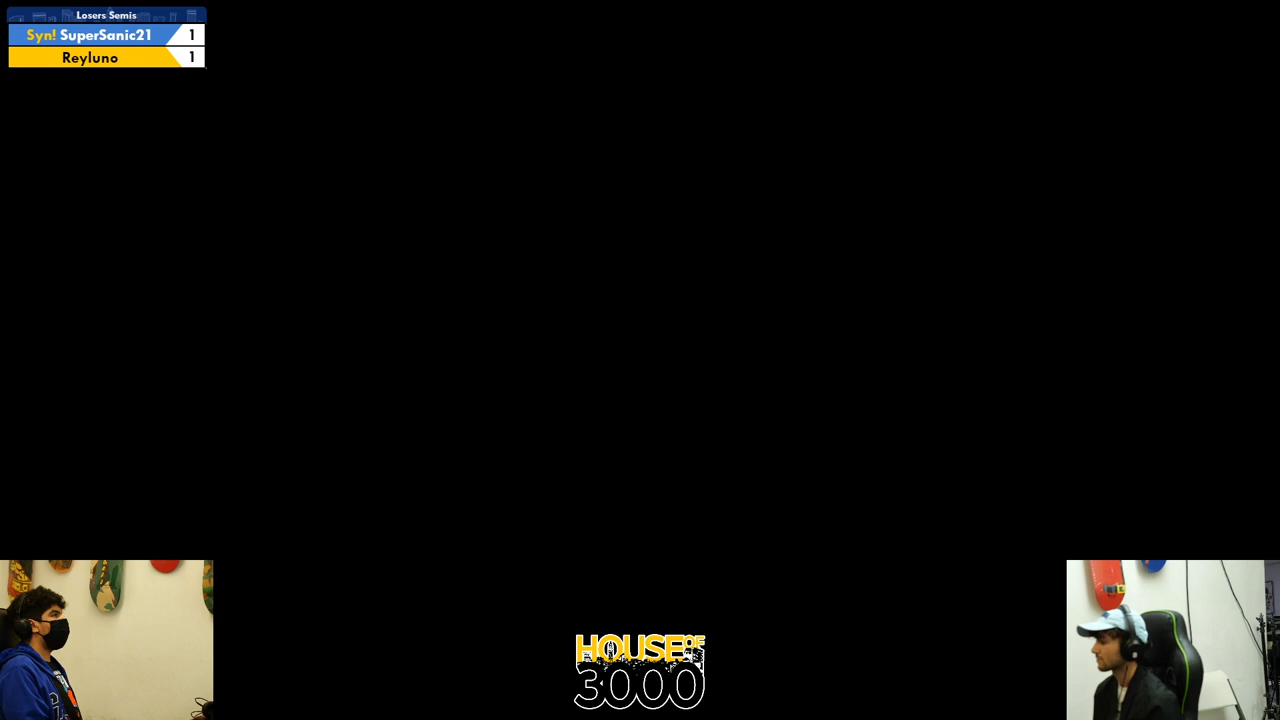 Losers Semis
Syn! SuperSanic21 1
Reyluno 1
HOUSE OF
3000